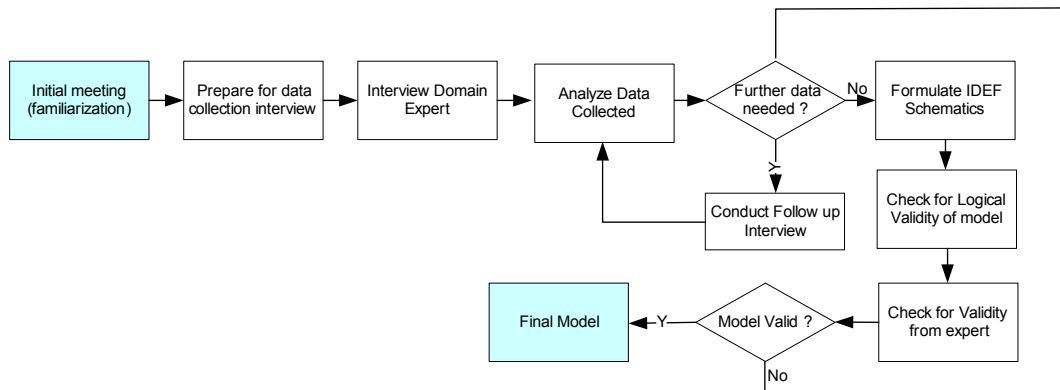 Initial meeting
(familiarization)
Prepare for data
collection interview
Interview Domain
Expert
Analyze Data
Collected
Further data
needed ?
No
Formulate IDEF
Schematics
Y
Conduct Follow up
Interview
Check for Logical
Validity of model
Check for Validity
from expert
Model Valid ?
Y
Final Model
No